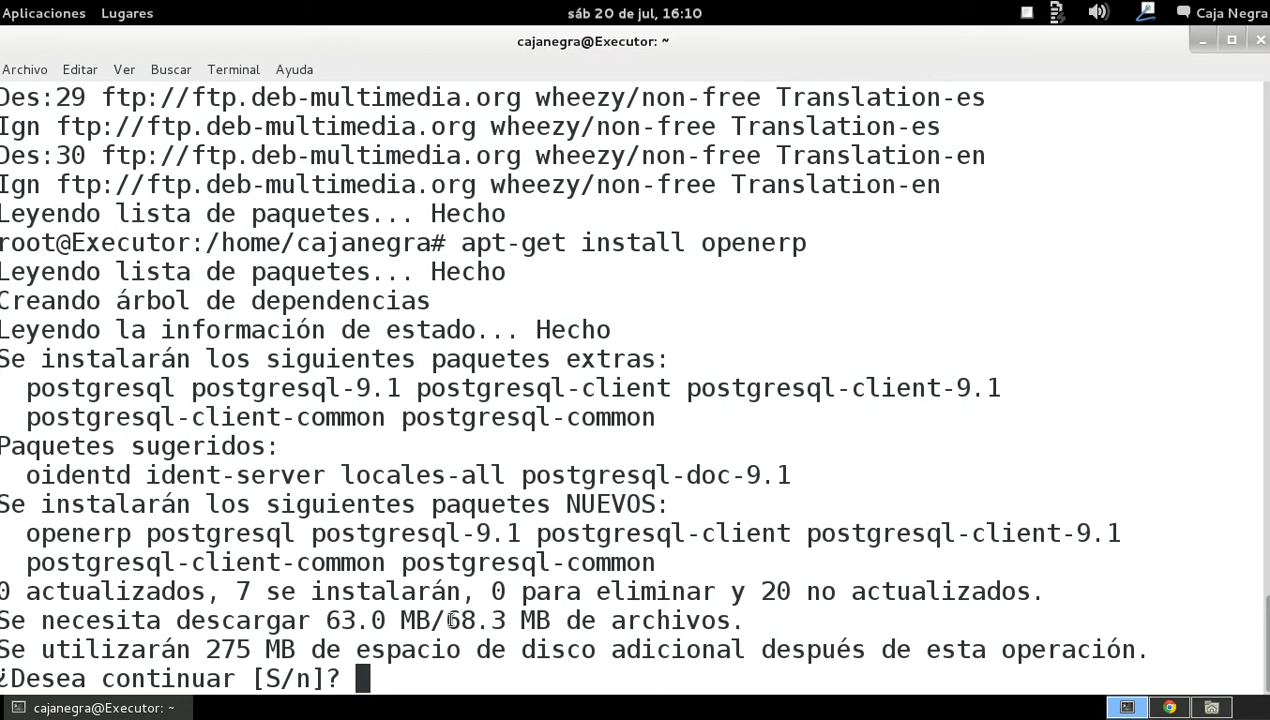 Aplicaciones Lugares sáb 20 de jul, 16:10 Caja Negra
cajanegra@Executor: ~
Archivo Editar Ver Buscar Terminal Ayuda
Des:29 ftp://ftp.deb-multimedia.org wheezy/non-free Translation-es
Ign ftp://ftp.deb-multimedia.org wheezy/non-free Translation-es
Des:30 ftp://ftp.deb-multimedia.org wheezy/non-free Translation-en
Ign ftp://ftp.deb-multimedia.org wheezy/non-free Translation-en
Leyendo lista de paquetes... Hecho
root@Executor:/home/cajanegra# apt-get install openerp
Leyendo lista de paquetes... Hecho
Creando árbol de dependencias
Leyendo la información de estado... Hecho
Se instalarán los siguientes paquetes extras:
postgresql postgresql-9.1 postgresql-client postgresql-client-9.1
postgresql-client-common postgresql-common
Paquetes sugeridos:
oidentd ident-server locales-all postgresql-doc-9.1
Se instalarán los siguientes paquetes NUEVOS:
openerp postgresql postgresql-9.1 postgresql-client postgresql-client-9.1
postgresql-client-common postgresql-common
0 actualizados, 7 se instalarán, 0 para eliminar y 20 no actualizados.
Se necesita descargar 63.0 MB/68.3 MB de archivos.
Se utilizarán 275 MB de espacio de disco adicional después de esta operación.
¿Desea continuar [S/n]?
cajanegra@Executor: ~